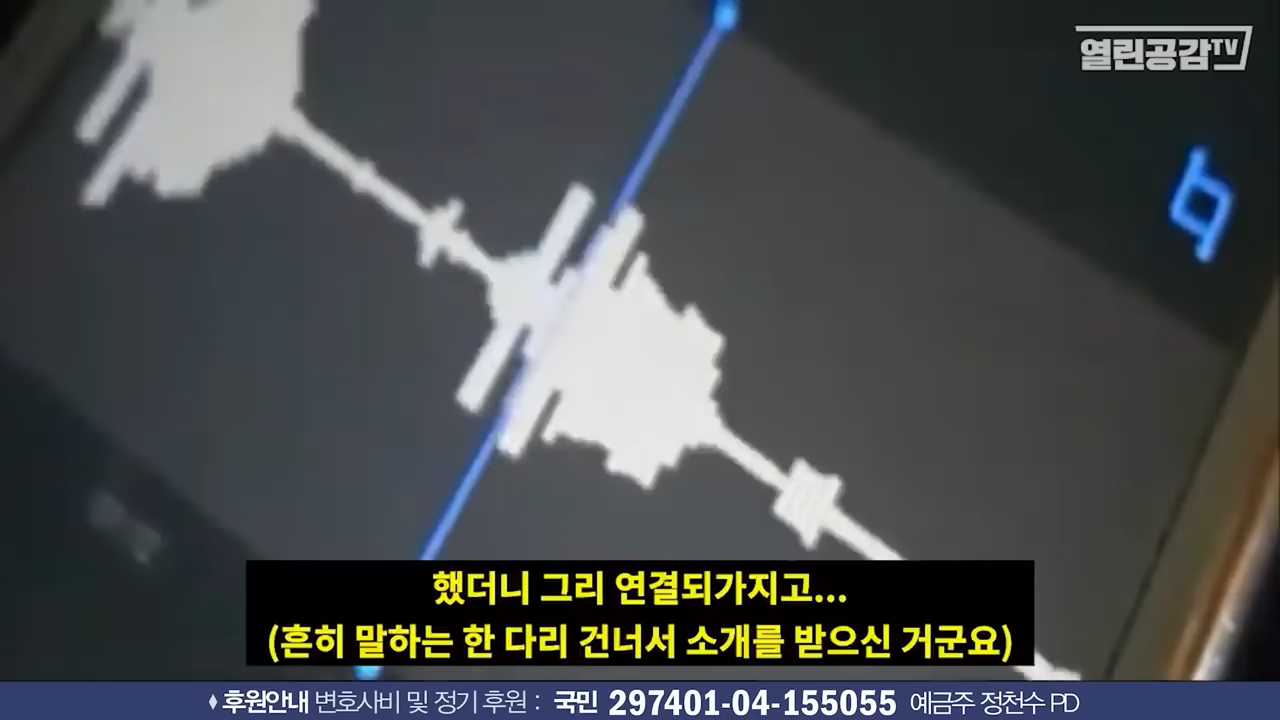 열린공감TV
했더니 그리 연결되가지고...
(흔히 말하는 한 다리 건너서 소개를 받으신 거군요)
♦ 후원안내 변호사비 및 정기 후원 : 국민 297401-04-155055 예금주 정천수 PD